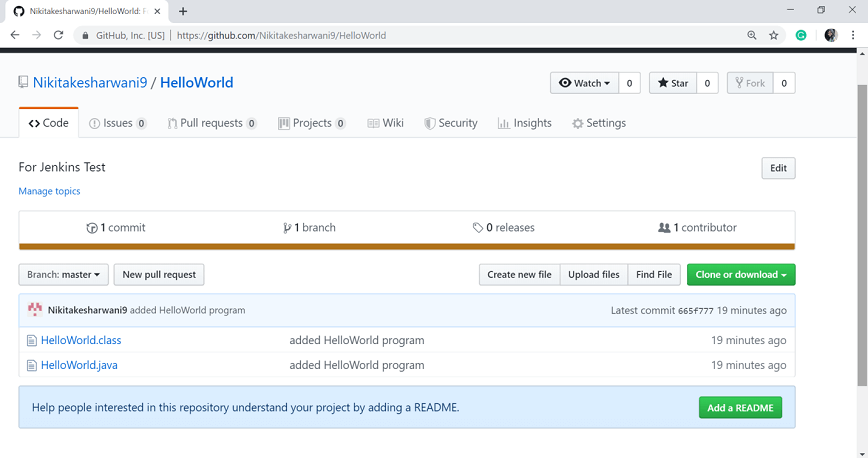 Nikitakesharwani9/HelloWorld: F
GitHub, Inc. [US] | https://github.com/Nikitakesharwani9/HelloWorld
Nikitakesharwani9 / HelloWorld
Watch 0 Star 0 Fork 0
Code Issues 0 Pull requests 0 Projects 0 Wiki Security Insights Settings
For Jenkins Test Edit
Manage topics
1 commit 1 branch 0 releases 1 contributor
Branch: master New pull request Create new file Upload files Find File Clone or download
Nikitakesharwani9 added HelloWorld program Latest commit 665f777 19 minutes ago
HelloWorld.class added HelloWorld program 19 minutes ago
HelloWorld.java added HelloWorld program 19 minutes ago
Help people interested in this repository understand your project by adding a README. Add a README